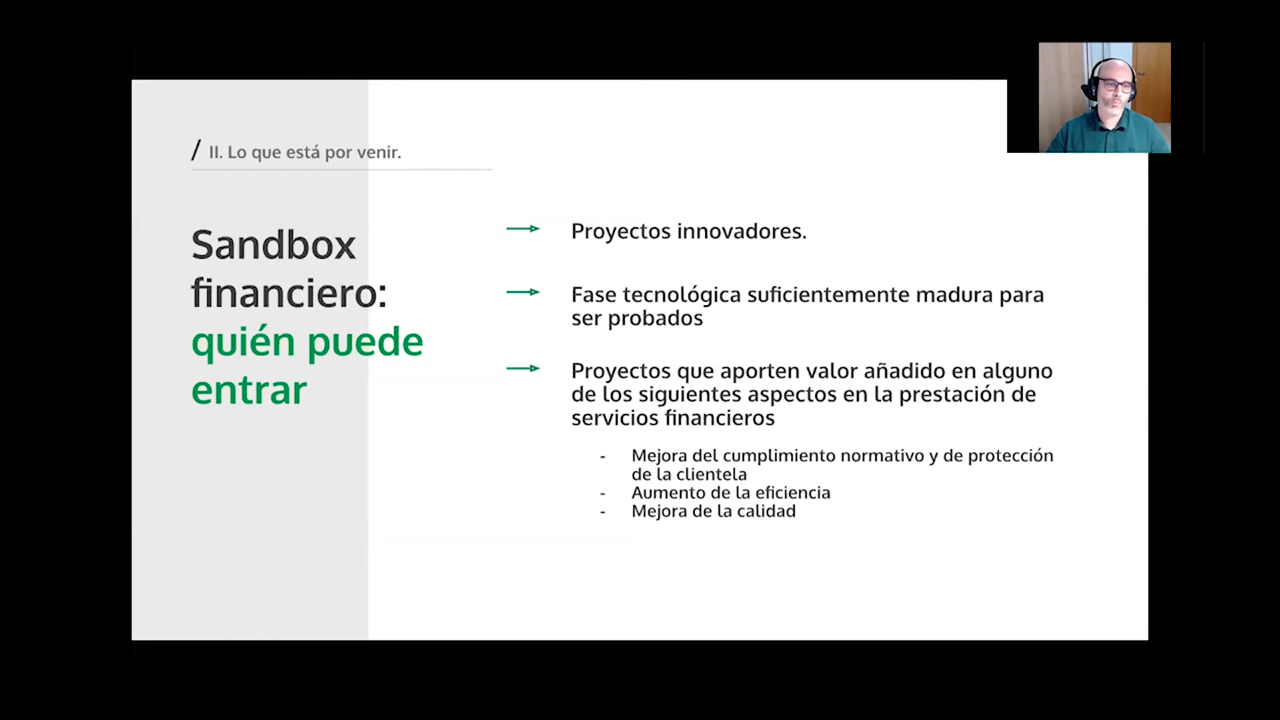 / II. Lo que está por venir.
Sandbox
financiero:
quién puede
entrar
Proyectos innovadores.
Fase tecnológica suficientemente madura para
ser probados
Proyectos que aporten valor añadido en alguno
de los siguientes aspectos en la prestación de
servicios financieros
- Mejora del cumplimiento normativo y de protección
de la clientela
- Aumento de la eficiencia
- Mejora de la calidad